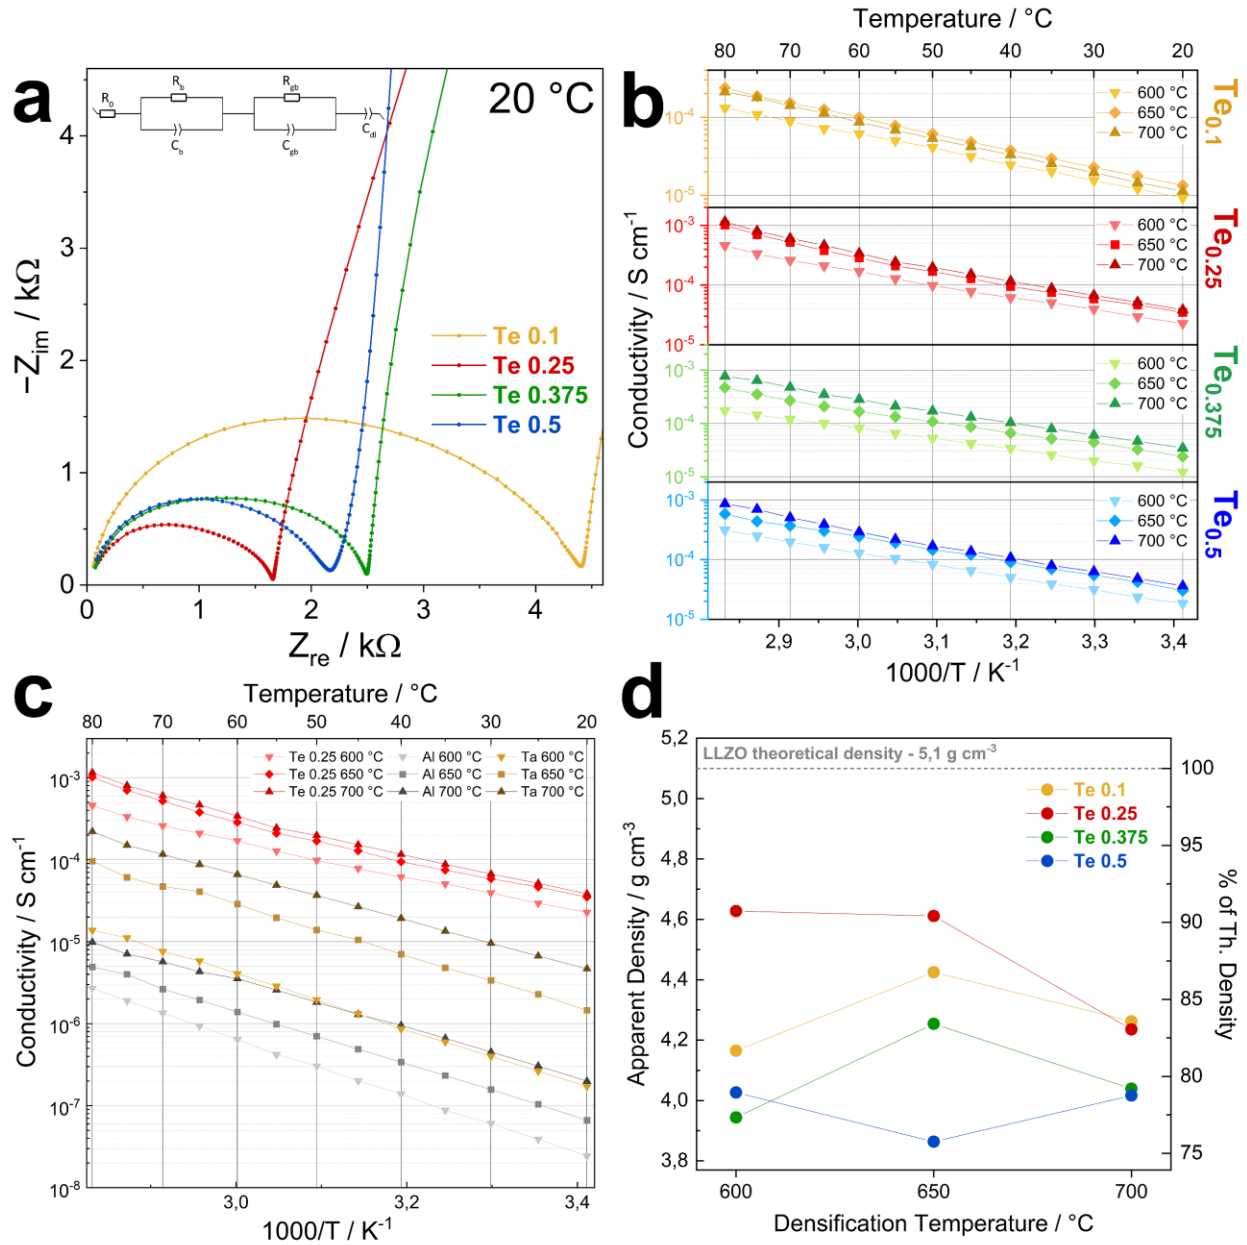 a
R0
Rb
Cb
Rgb
Cgb
Cdl
20 °C
4
3
2
1
0
−Zim / kΩ
Te 0.1
Te 0.25
Te 0.375
Te 0.5
0 1 2 3 4
Zre / kΩ
b
Temperature / °C
80 70 60 50 40 30 20
10-4
10-5
600 °C
650 °C
700 °C
Te0.1
10-3
10-4
10-5
600 °C
650 °C
700 °C
Te0.25
Conductivity / S cm-1
10-3
10-4
10-5
600 °C
650 °C
700 °C
Te0.375
10-3
10-4
10-5
600 °C
650 °C
700 °C
Te0.5
2,9 3,0 3,1 3,2 3,3 3,4
1000/T / K-1
c
Temperature / °C
80 70 60 50 40 30 20
Te 0.25 600 °C Al 600 °C Ta 600 °C
Te 0.25 650 °C Al 650 °C Ta 650 °C
Te 0.25 700 °C Al 700 °C Ta 700 °C
10-3
10-4
10-5
10-6
10-7
10-8
Conductivity / S cm-1
3,0 3,2 3,4
1000/T / K-1
d
5,2
5,0
4,8
4,6
4,4
4,2
4,0
3,8
Apparent Density / g cm-3
LLZO theoretical density - 5,1 g cm-3
Te 0.1
Te 0.25
Te 0.375
Te 0.5
100
95
90
85
80
75
% of Th. Density
600 650 700
Densification Temperature / °C